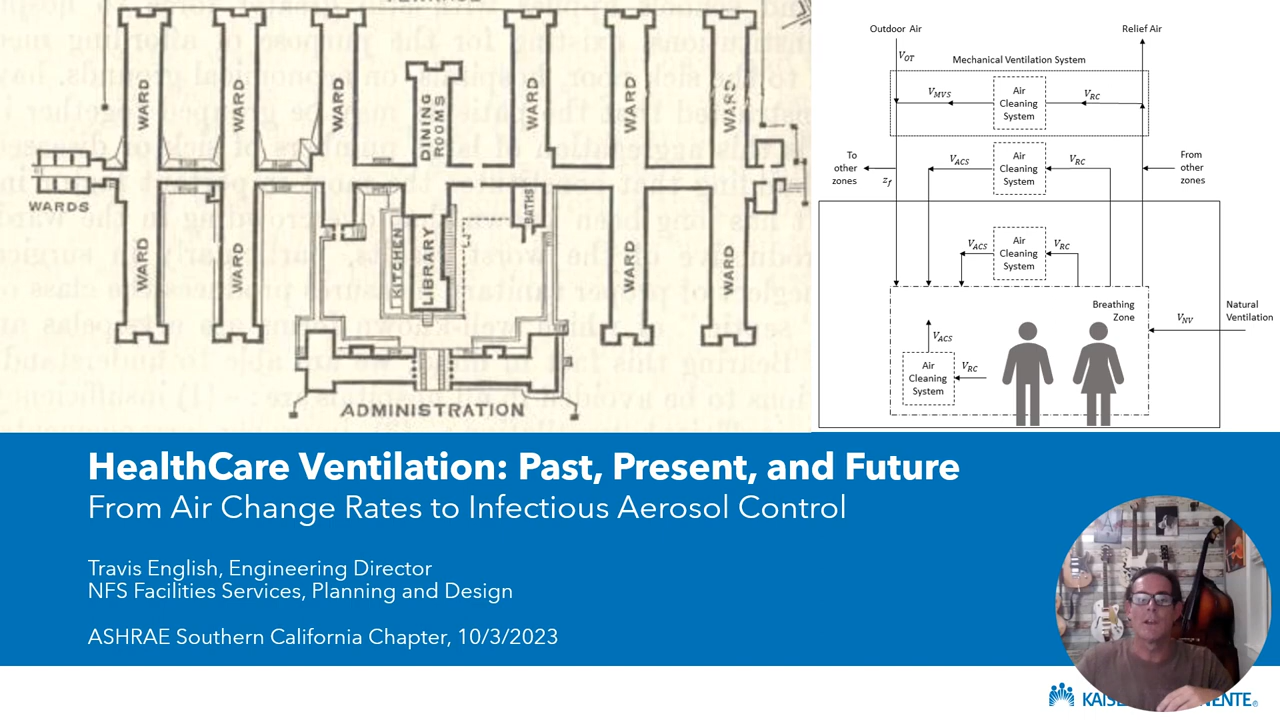 WARD
WARD
WARD
DINING
ROOMS
WARD
WARD
WARD
WARDS
WARD
WARD
KITCHEN
LIBRARY
BATHS
WARD
WARD
ADMINISTRATION
Outdoor Air
Relief Air
V_OT
Mechanical Ventilation System
V_MVS
Air
Cleaning
System
V_RC
To
other
zones
z_f
V_ACS
Air
Cleaning
System
V_RC
From
other
zones
V_ACS
Air
Cleaning
System
V_RC
Breathing
Zone
V_NV
Natural
Ventilation
V_ACS
Air
Cleaning
System
V_RC
HealthCare Ventilation: Past, Present, and Future
From Air Change Rates to Infectious Aerosol Control
Travis English, Engineering Director
NFS Facilities Services, Planning and Design
ASHRAE Southern California Chapter, 10/3/2023